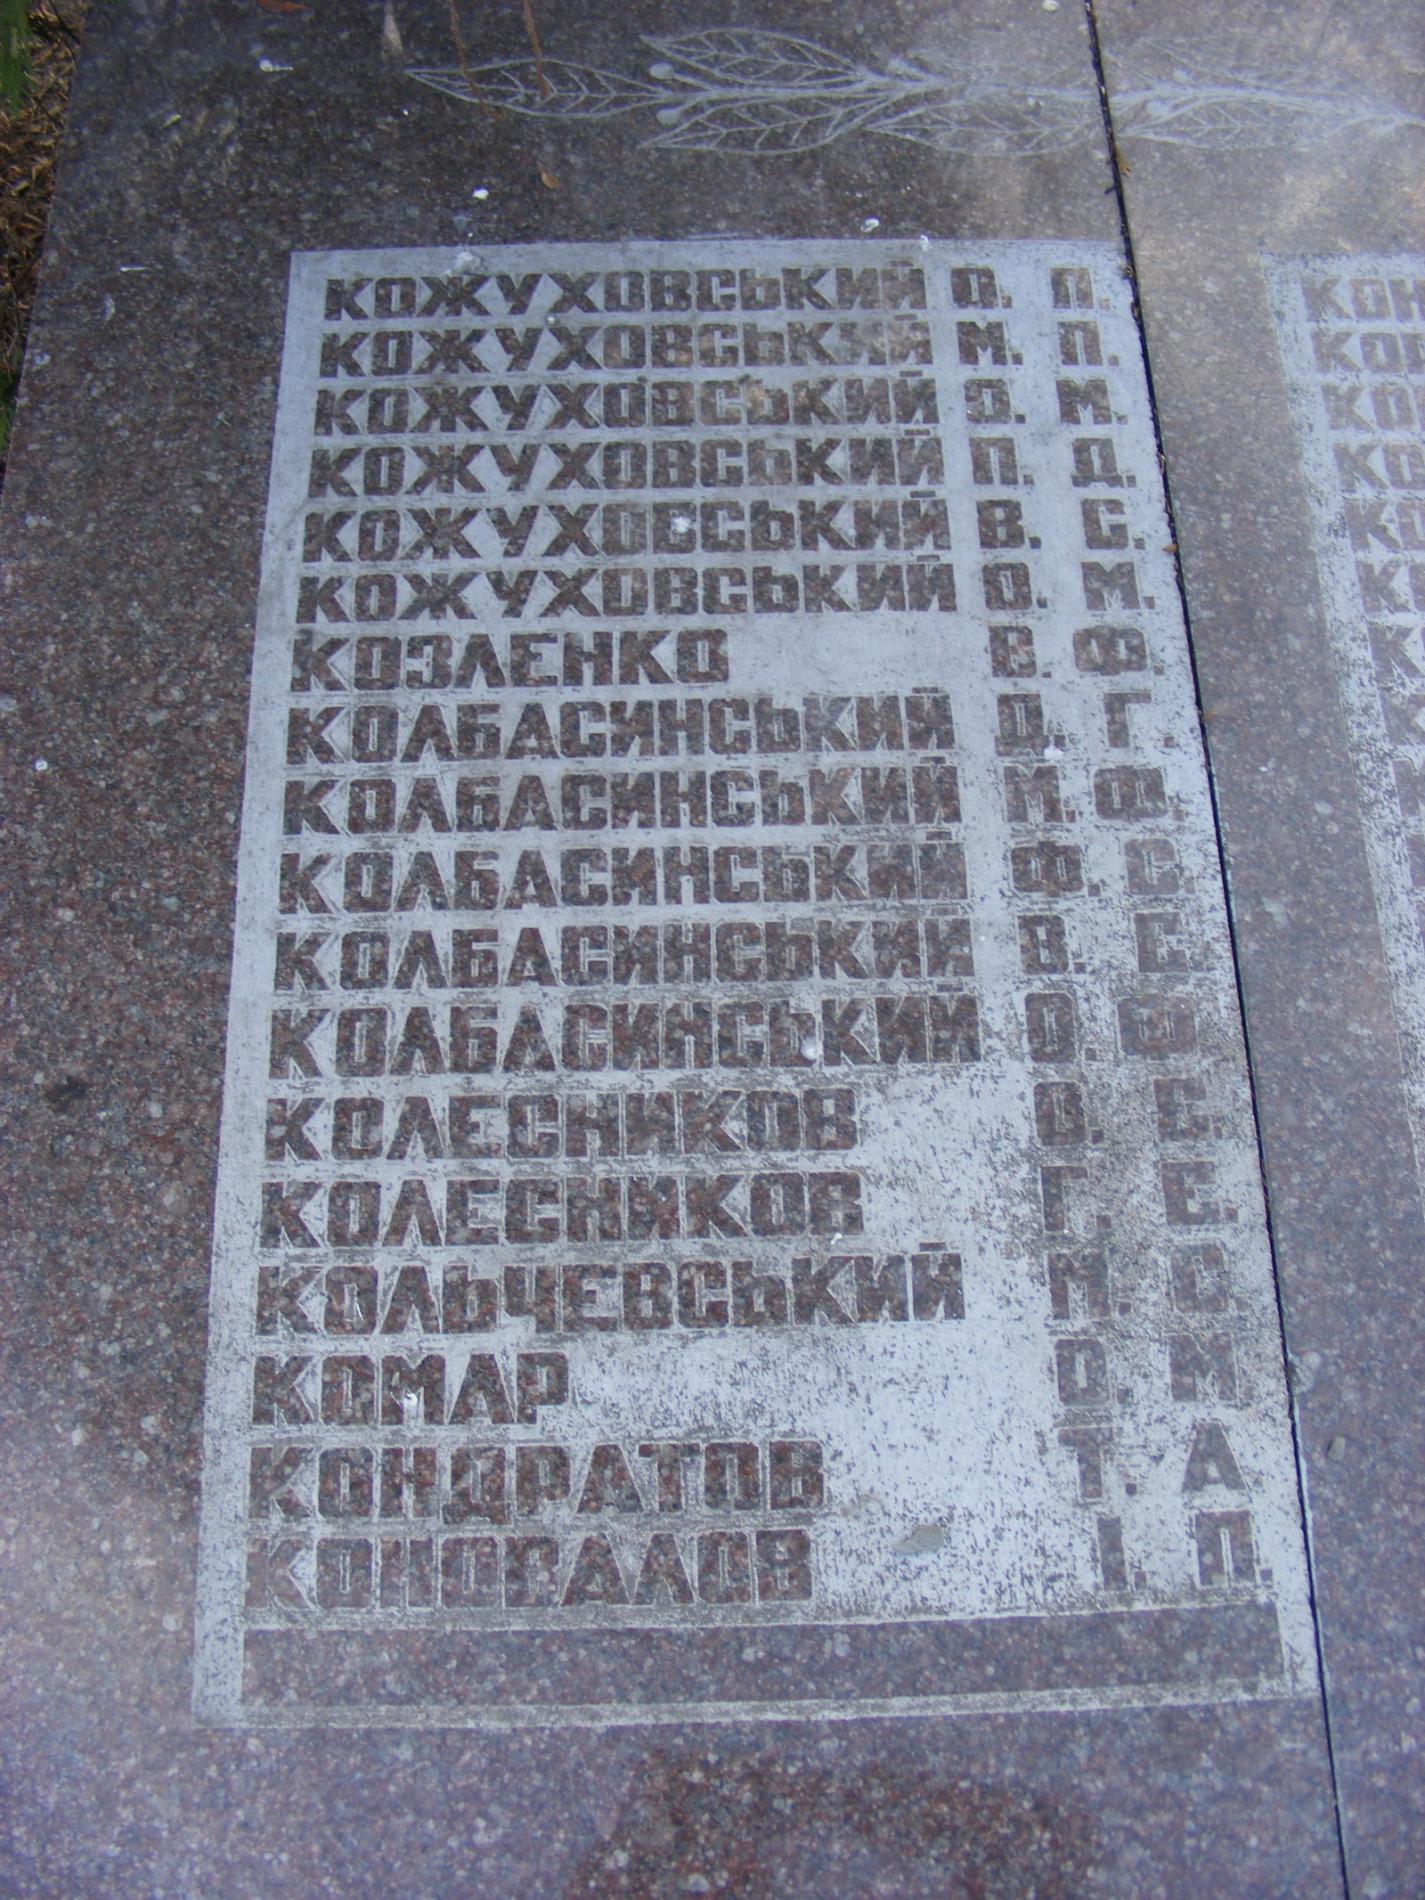 КОЖУХОВСЬКИЙ О. П.
КОЖУХОВСЬКИЙ М. П.
КОЖУХОВСЬКИЙ О. М.
КОЖУХОВСЬКИЙ П. Д.
КОЖУХОВСЬКИЙ В. С.
КОЖУХОВСЬКИЙ О. М.
КОЗЛЕНКО В. Ф.
КОЛБАСИНСЬКИЙ Д. Г.
КОЛБАСИНСЬКИЙ М. Ф.
КОЛБАСИНСЬКИЙ Ф. С.
КОЛБАСИНСЬКИЙ В. Є.
КОЛБАСИНСЬКИЙ О. Ф
КОЛЕСНИКОВ О. Є.
КОЛЕСНИКОВ Г. Е.
КОЛЬЧЕВСЬКИЙ М. С.
КОМАР О. М.
КОНДРАТОВ Т. А.
КОНОВАЛОВ І. П.